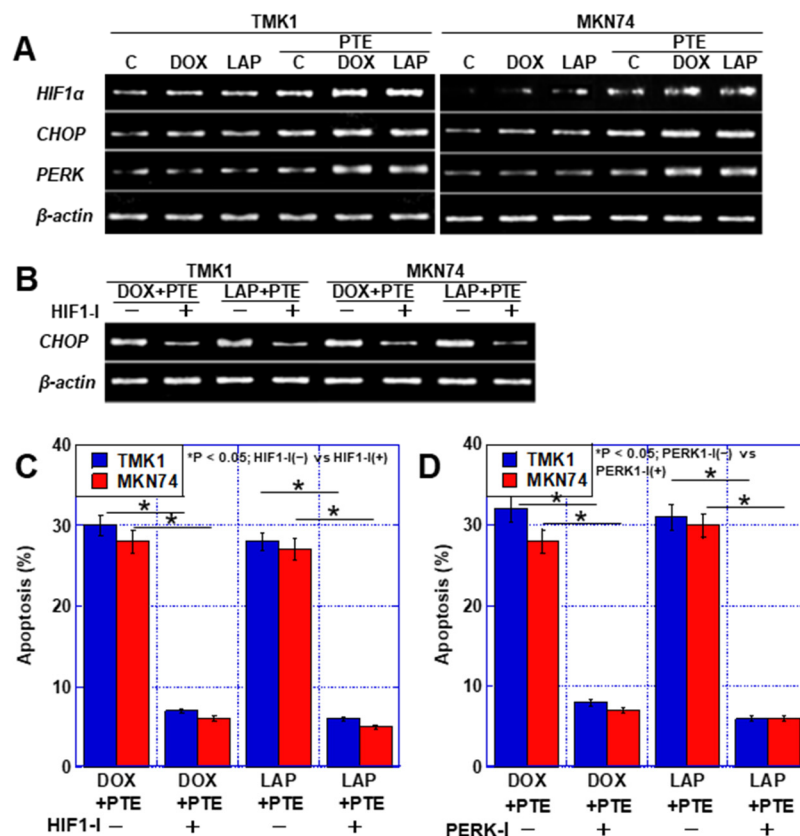 A
TMK1
MKN74
PTE
PTE
C DOX LAP C DOX LAP
C DOX LAP C DOX LAP
HIF1α
CHOP
PERK
β-actin
B
TMK1
MKN74
DOX+PTE LAP+PTE DOX+PTE LAP+PTE
HIF1-I − + − + − + − +
CHOP
β-actin
C
TMK1
MKN74
*P < 0.05; HIF1-I(−) vs HIF1-I(+)
* * * *
Apoptosis (%)
40
30
20
10
0
DOX DOX LAP LAP
+PTE +PTE +PTE +PTE
HIF1-I − + − +
D
TMK1
MKN74
*P < 0.05; PERK1-I(−) vs
PERK1-I(+)
* * * *
Apoptosis (%)
40
30
20
10
0
DOX DOX LAP LAP
+PTE +PTE +PTE +PTE
PERK-I − + − +